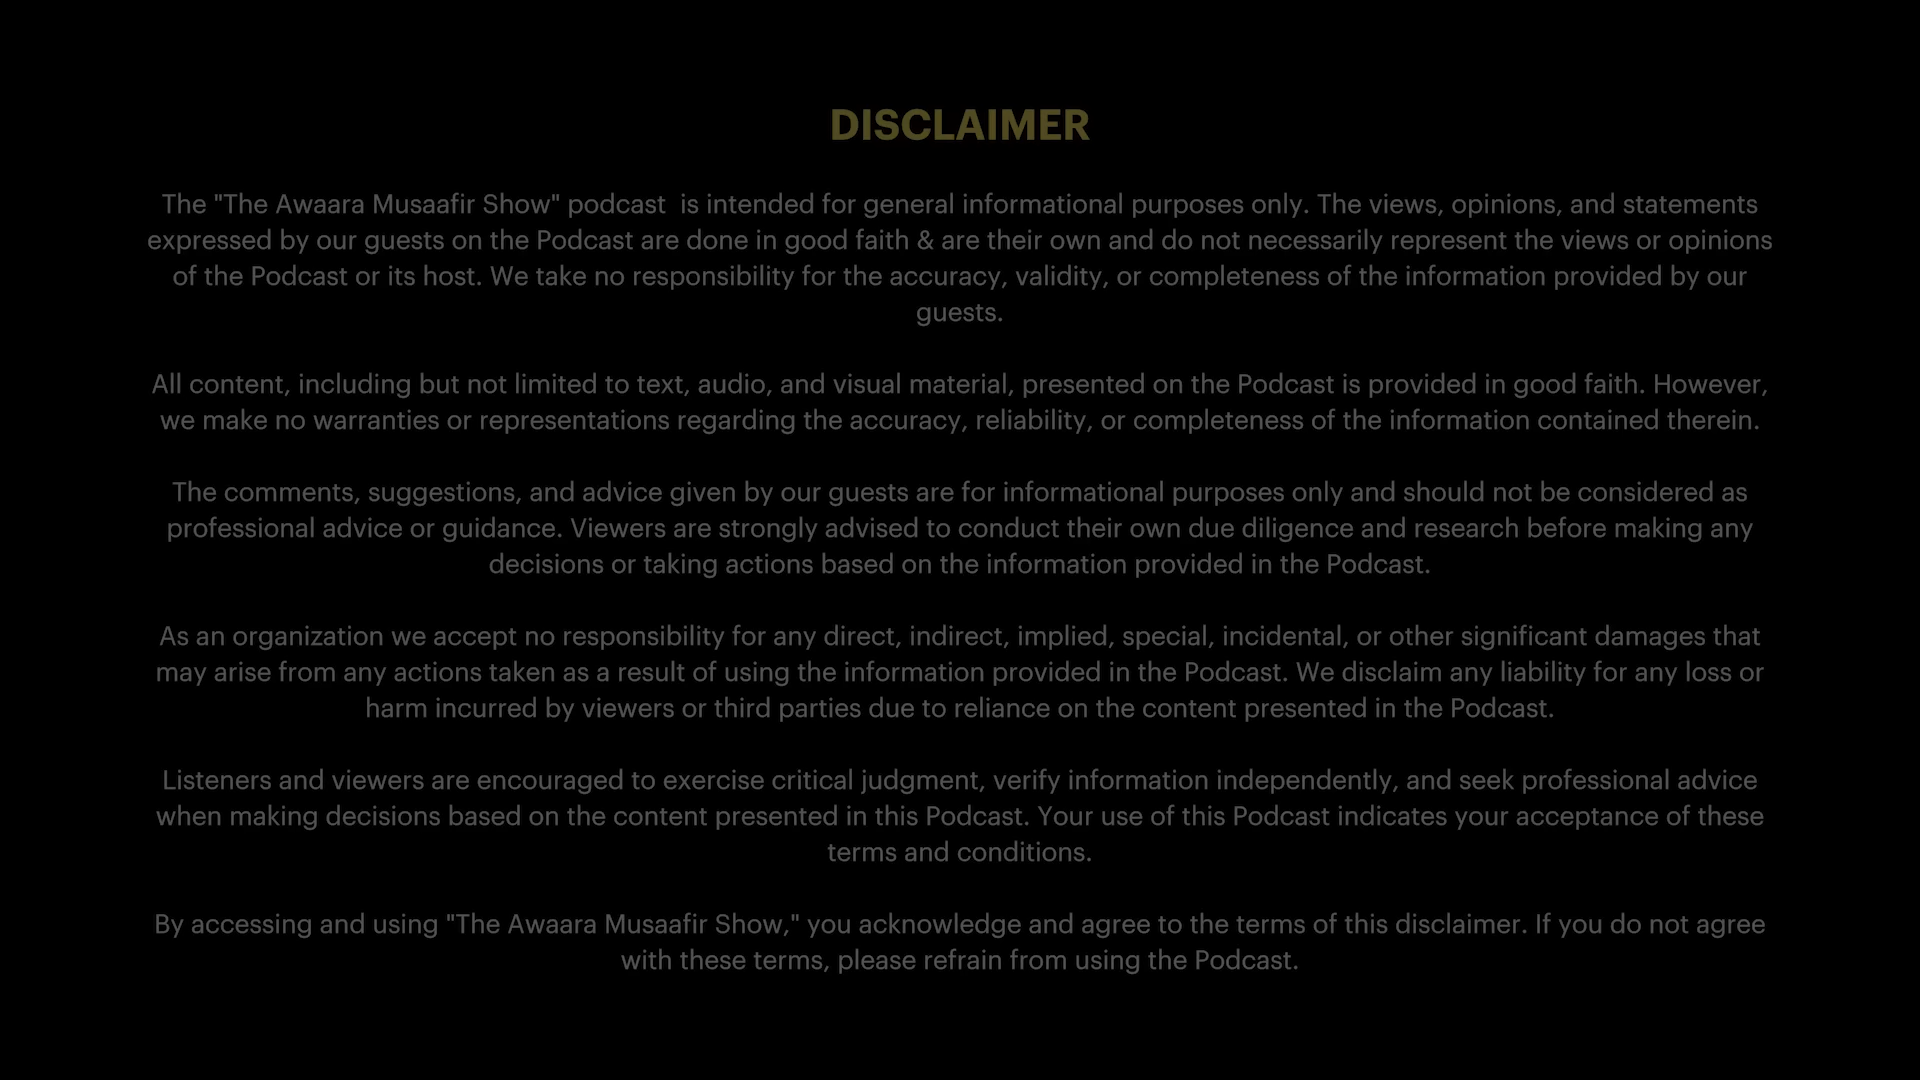 DISCLAIMER
The "The Awaara Musaafir Show" podcast  is intended for general informational purposes only. The views, opinions, and statements
expressed by our guests on the Podcast are done in good faith & are their own and do not necessarily represent the views or opinions
of the Podcast or its host. We take no responsibility for the accuracy, validity, or completeness of the information provided by our
guests.
All content, including but not limited to text, audio, and visual material, presented on the Podcast is provided in good faith. However,
we make no warranties or representations regarding the accuracy, reliability, or completeness of the information contained therein.
The comments, suggestions, and advice given by our guests are for informational purposes only and should not be considered as
professional advice or guidance. Viewers are strongly advised to conduct their own due diligence and research before making any
decisions or taking actions based on the information provided in the Podcast.
As an organization we accept no responsibility for any direct, indirect, implied, special, incidental, or other significant damages that
may arise from any actions taken as a result of using the information provided in the Podcast. We disclaim any liability for any loss or
harm incurred by viewers or third parties due to reliance on the content presented in the Podcast.
Listeners and viewers are encouraged to exercise critical judgment, verify information independently, and seek professional advice
when making decisions based on the content presented in this Podcast. Your use of this Podcast indicates your acceptance of these
terms and conditions.
By accessing and using "The Awaara Musaafir Show," you acknowledge and agree to the terms of this disclaimer. If you do not agree
with these terms, please refrain from using the Podcast.